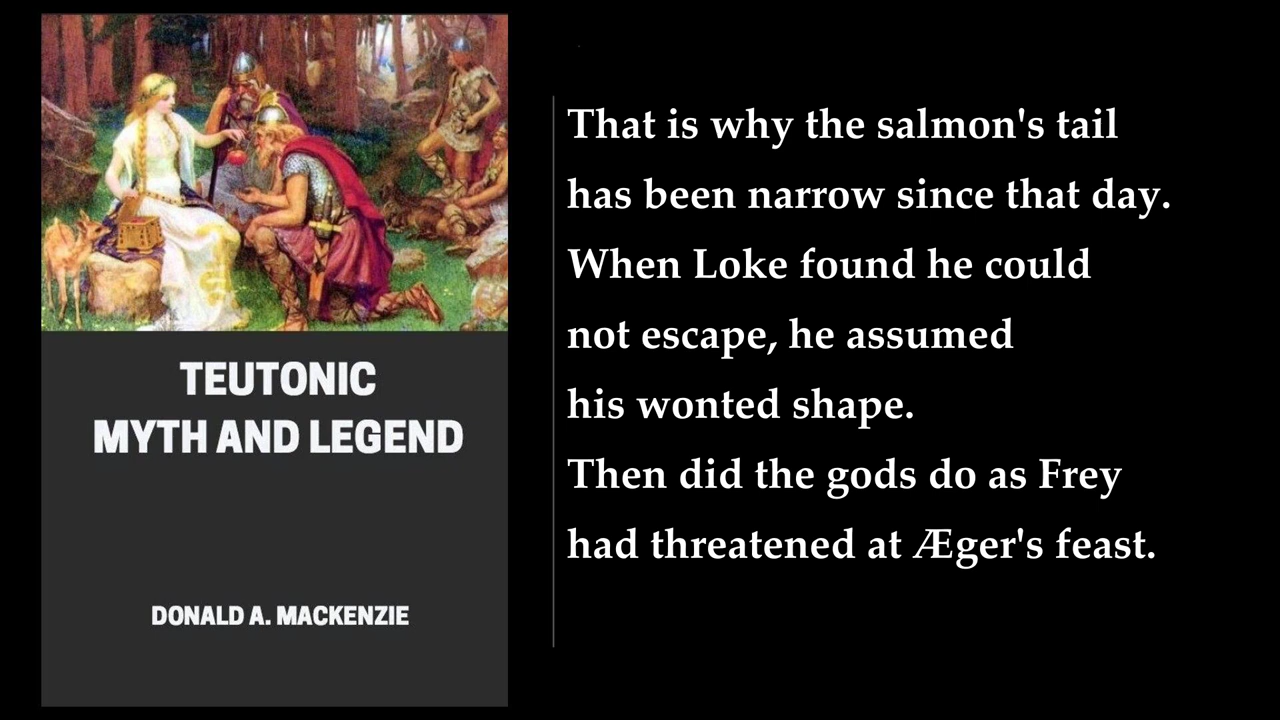 TEUTONIC
MYTH AND LEGEND
DONALD A. MACKENZIE
That is why the salmon's tail
has been narrow since that day.
When Loke found he could
not escape, he assumed
his wonted shape.
Then did the gods do as Frey
had threatened at Æger's feast.